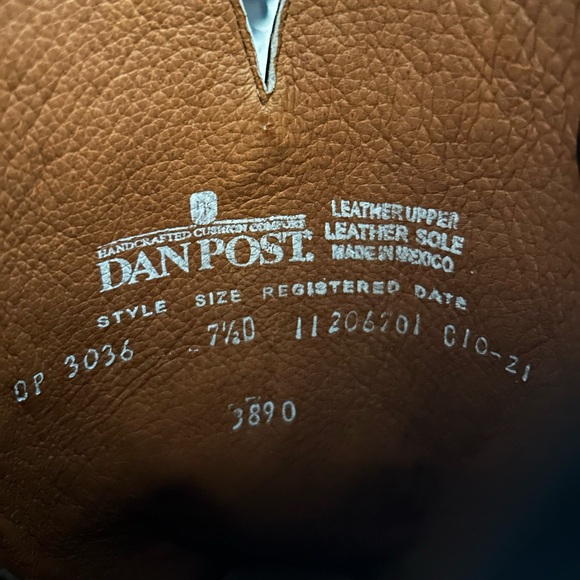 HANDCRAFTED CUSHION COMFORT
DAN POST.
LEATHER UPPER
LEATHER SOLE
MADE IN MEXICO
STYLE SIZE REGISTERED DATE
DP 3036 7½D 11206201 C10-21
3890